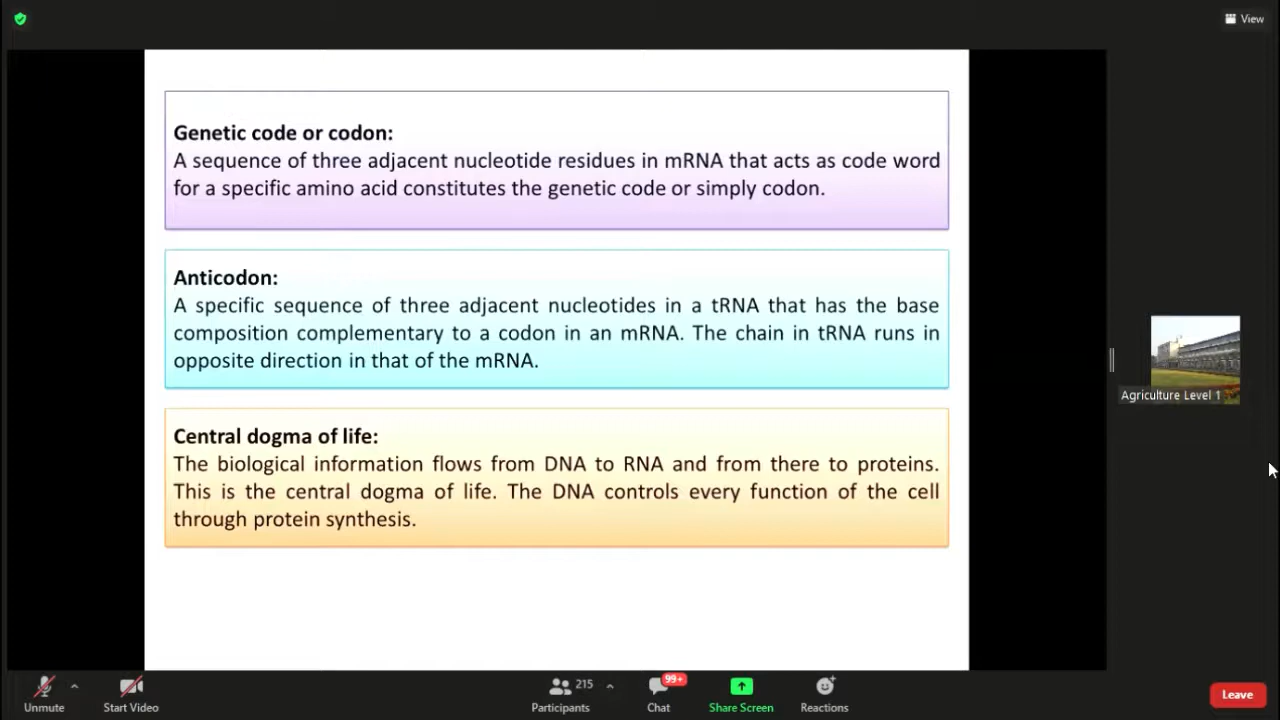 View
Genetic code or codon:
A sequence of three adjacent nucleotide residues in mRNA that acts as code word
for a specific amino acid constitutes the genetic code or simply codon.
Anticodon:
A specific sequence of three adjacent nucleotides in a tRNA that has the base
composition complementary to a codon in an mRNA. The chain in tRNA runs in
opposite direction in that of the mRNA.
Agriculture Level 1
Central dogma of life:
The biological information flows from DNA to RNA and from there to proteins.
This is the central dogma of life. The DNA controls every function of the cell
through protein synthesis.
215
99+
Unmute
Start Video
Participants
Chat
Share Screen
Reactions
Leave